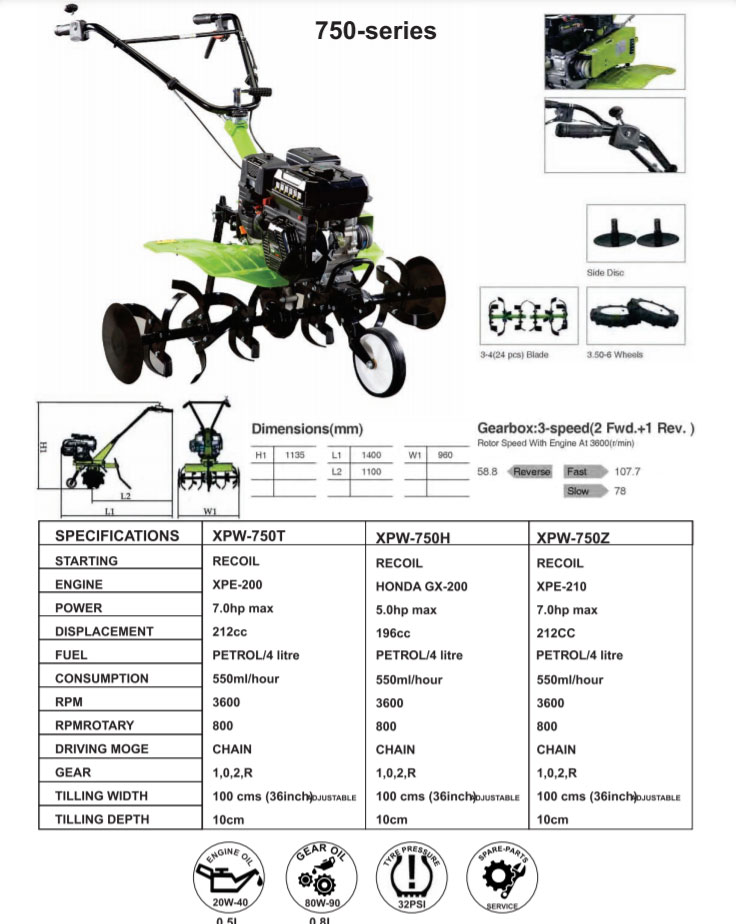 750-series
Side Disc
3-4(24 pcs) Blade
3.50-6 Wheels
Dimensions(mm)
H1 1135 L1 1400 W1 960
L2 1100
Gearbox:3-speed(2 Fwd.+1 Rev. )
Rotor Speed With Engine At 3600(r/min)
58.8 Reverse Fast 107.7
Slow 78
H1
L2
L1
W1
SPECIFICATIONS XPW-750T XPW-750H XPW-750Z
STARTING RECOIL RECOIL RECOIL
ENGINE XPE-200 HONDA GX-200 XPE-210
POWER 7.0hp max 5.0hp max 7.0hp max
DISPLACEMENT 212cc 196cc 212CC
FUEL PETROL/4 litre PETROL/4 litre PETROL/4 litre
CONSUMPTION 550ml/hour 550ml/hour 550ml/hour
RPM 3600 3600 3600
RPMROTARY 800 800 800
DRIVING MOGE CHAIN CHAIN CHAIN
GEAR 1,0,2,R 1,0,2,R 1,0,2,R
TILLING WIDTH 100 cms (36inch)ADJUSTABLE 100 cms (36inch)ADJUSTABLE 100 cms (36inch)ADJUSTABLE
TILLING DEPTH 10cm 10cm 10cm
ENGINE OIL
20W-40
GEAR OIL
80W-90
TYRE PRESSURE
32PSI
SPARE-PARTS
SERVICE
0.5L 0.8L